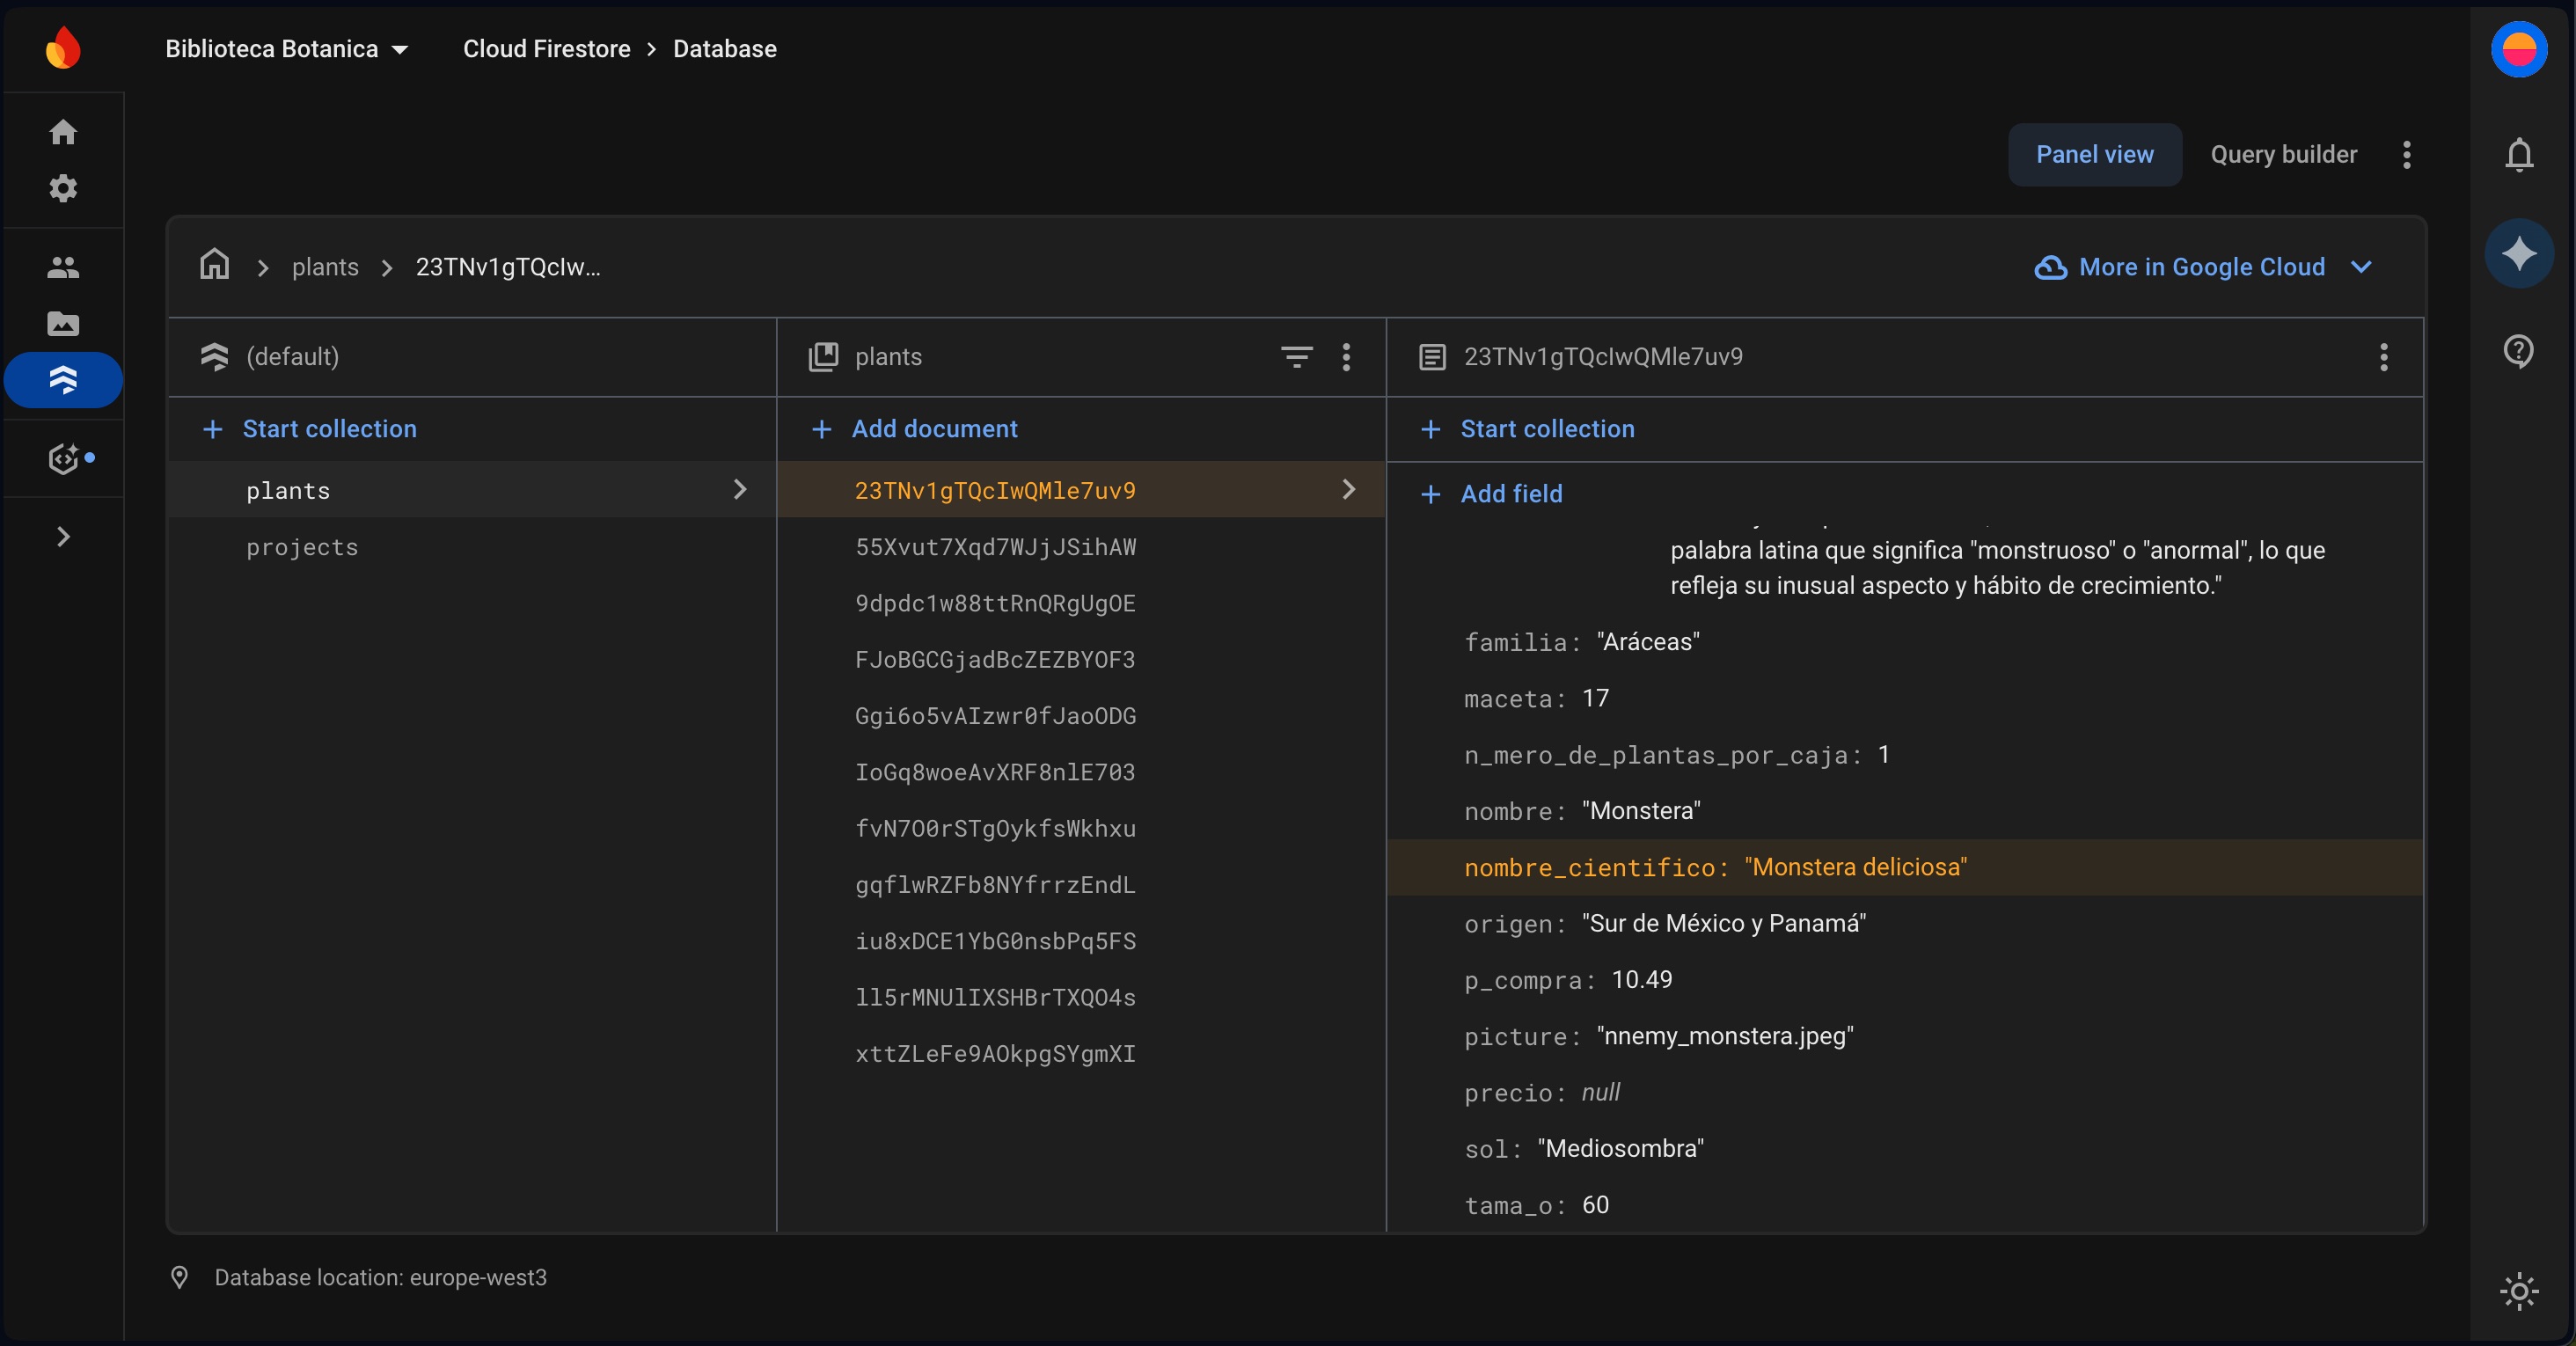 Biblioteca Botanica
Cloud Firestore > Database
Panel view
Query builder
plants > 23TNv1gTQcIw...
More in Google Cloud
(default)
plants
23TNv1gTQcIwQMle7uv9
+ Start collection
+ Add document
+ Start collection
plants
projects
23TNv1gTQcIwQMle7uv9
55Xvut7Xqd7WJjJSihAW
9dpdc1w88ttRnQRgUgOE
FJoBGCGjadBcZEZBYOF3
Ggi6o5vAIzwr0fJaoODG
IoGq8woeAvXRF8nlE703
fvN7O0rSTgOykfsWkhxu
gqflwRZFb8NYfrrzEndL
iu8xDCE1YbG0nsbPq5FS
ll5rMNUlIXSHBrTXQO4s
xttZLeFe9AOkpgSYgmXI
+ Add field
palabra latina que significa "monstruoso" o "anormal", lo que
refleja su inusual aspecto y hábito de crecimiento."
familia: "Aráceas"
maceta: 17
n_mero_de_plantas_por_caja: 1
nombre: "Monstera"
nombre_cientifico: "Monstera deliciosa"
origen: "Sur de México y Panamá"
p_compra: 10.49
picture: "nnemy_monstera.jpeg"
precio: null
sol: "Mediosombra"
tama_o: 60
Database location: europe-west3